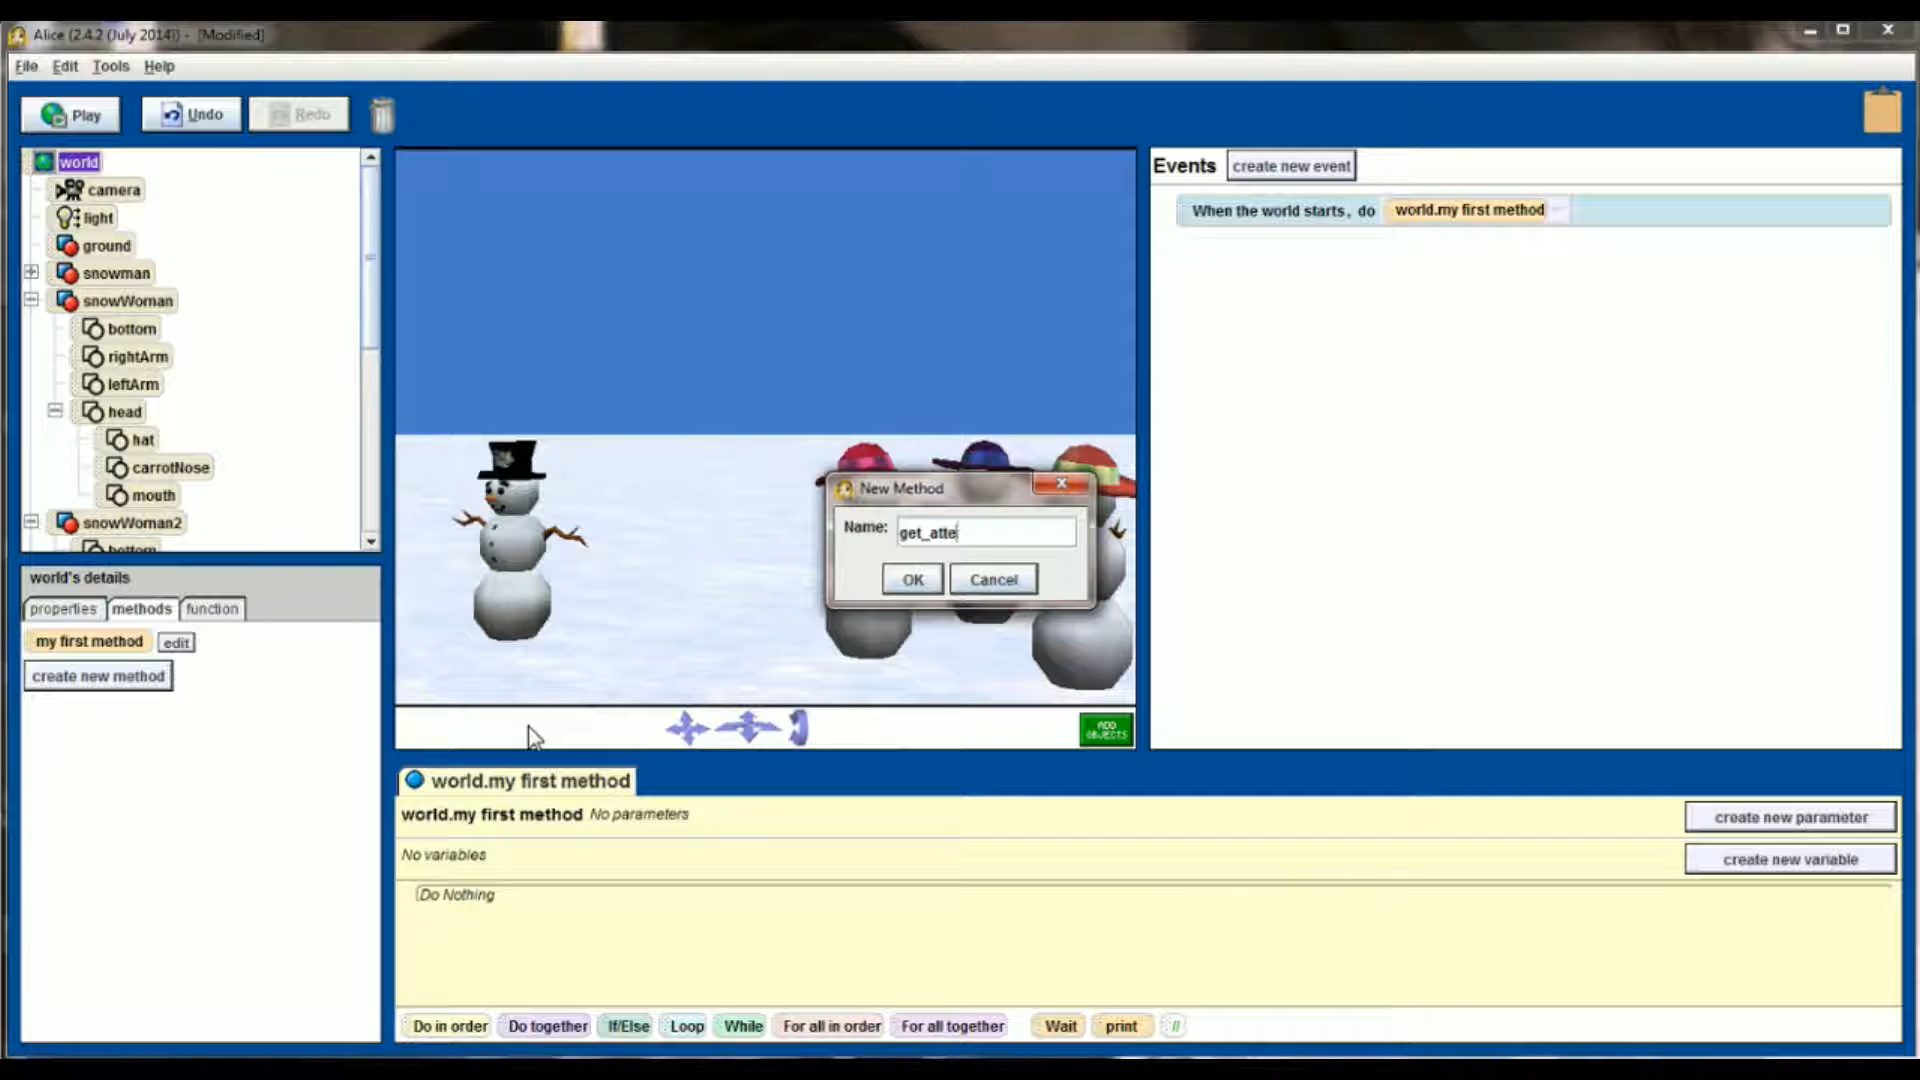 Alice (2.4.2 (July 2014)) - [Modified]
File Edit Tools Help
Play Undo Redo
world
camera
light
ground
snowman
snowWoman
bottom
rightArm
leftArm
head
hat
carrotNose
mouth
snowWoman2
bottom
Events create new event
When the world starts, do world.my first method
New Method
Name: get_atte
OK Cancel
ADD
OBJECTS
world's details
properties methods function
my first method edit
create new method
world.my first method
world.my first method No parameters
create new parameter
No variables
create new variable
(Do Nothing
Do in order Do together If/Else Loop While For all in order For all together Wait print //